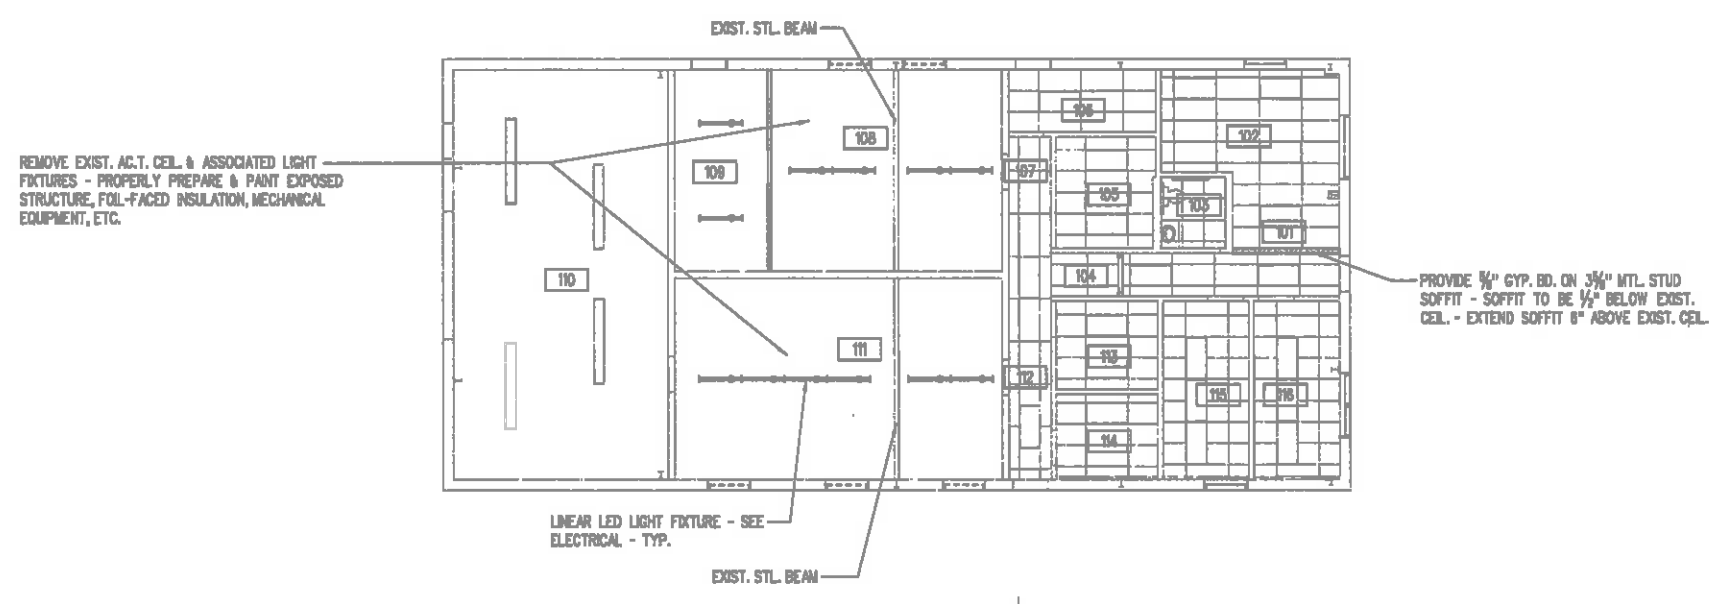 EXIST. STL. BEAM
REMOVE EXIST. AC.T. CEIL. & ASSOCIATED LIGHT
FIXTURES - PROPERLY PREPARE & PAINT EXPOSED
STRUCTURE, FOIL-FACED INSULATION, MECHANICAL
EQUIPMENT, ETC.
106
102
108
109
107
105
103
101
104
110
PROVIDE ⅝" GYP. BD. ON 3⅝" MTL. STUD
SOFFIT - SOFFIT TO BE ½" BELOW EXIST.
CEIL. - EXTEND SOFFIT 6" ABOVE EXIST. CEIL.
111
113
112
115
116
114
LINEAR LED LIGHT FIXTURE - SEE
ELECTRICAL - TYP.
EXIST. STL. BEAM